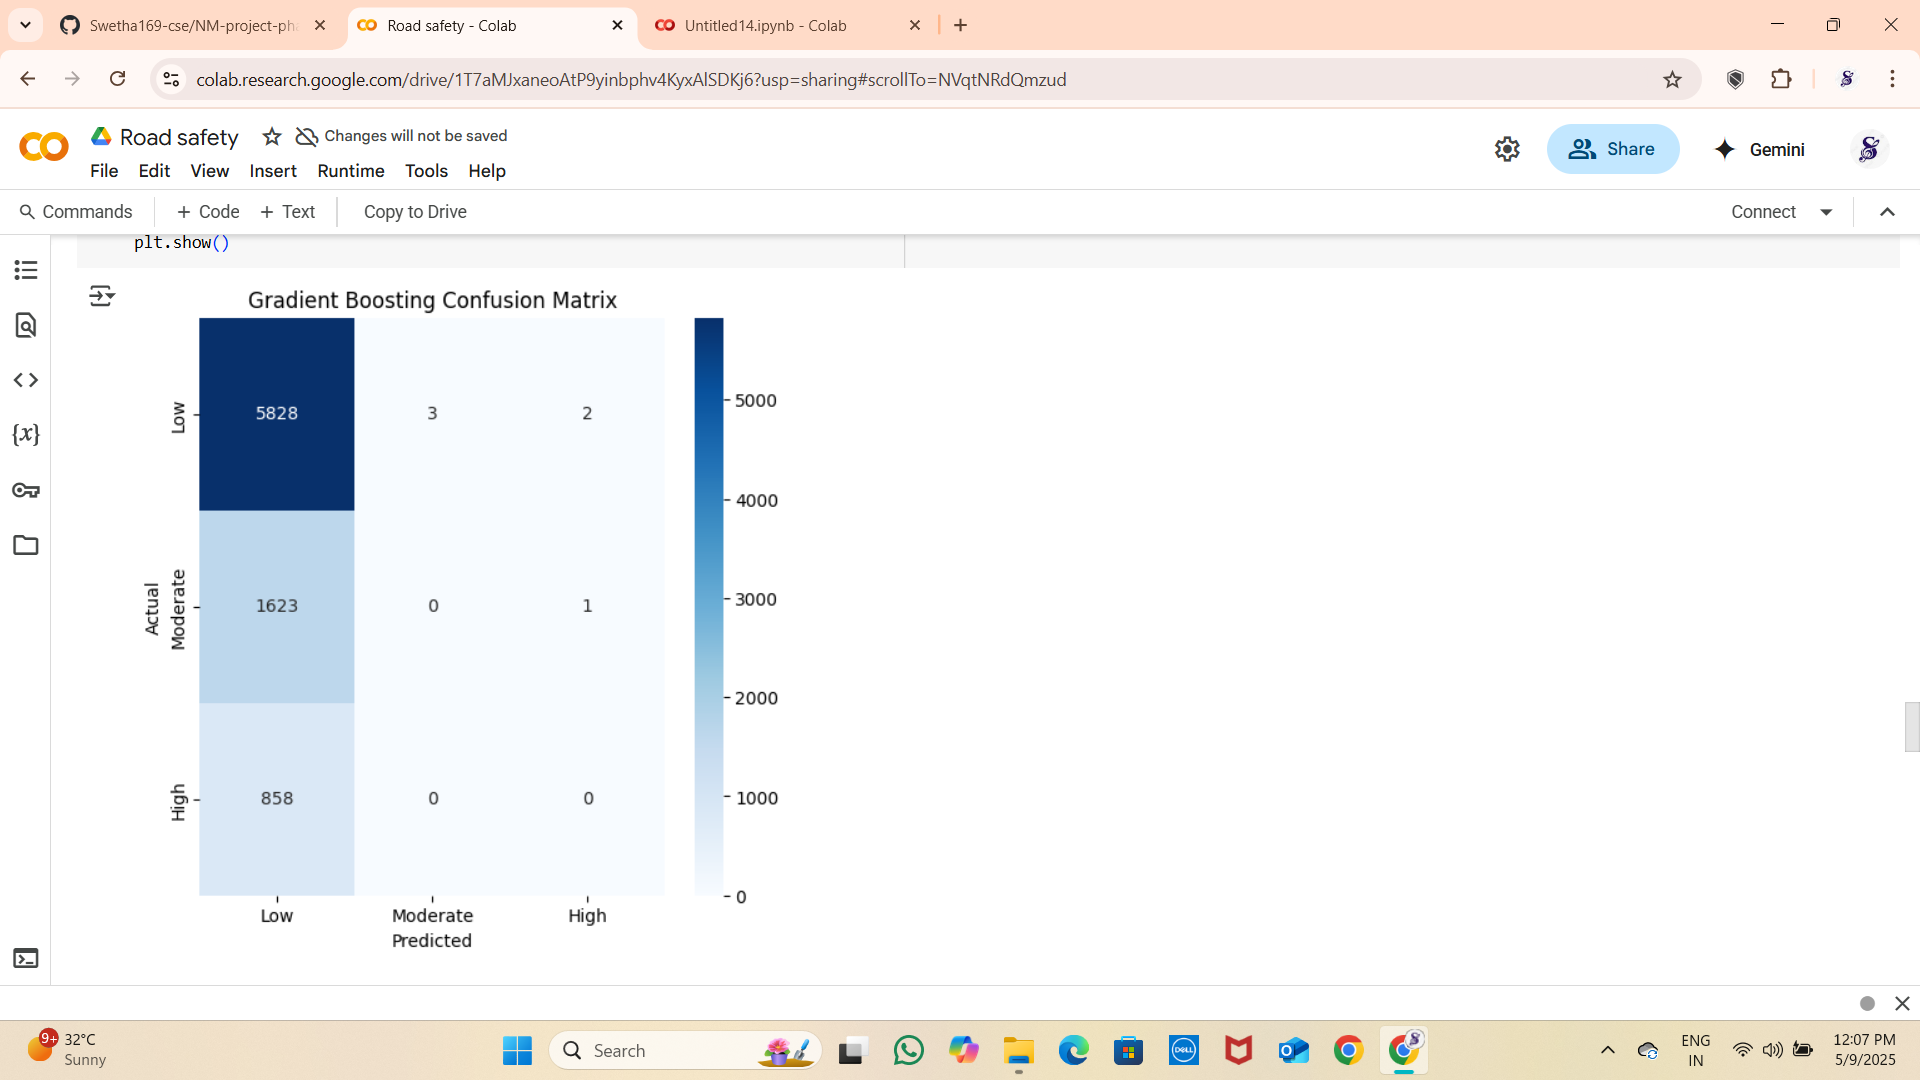 Swetha169-cse/NM-project-pha
Road safety - Colab
Untitled14.ipynb - Colab
colab.research.google.com/drive/1T7aMJxaneoAtP9yinbphv4KyxAlSDKj6?usp=sharing#scrollTo=NVqtNRdQmzud
Road safety
Changes will not be saved
File Edit View Insert Runtime Tools Help
Share
Gemini
Commands
+ Code
+ Text
Copy to Drive
Connect
plt.show()
{x}
Gradient Boosting Confusion Matrix
Low
5828
3
2
Actual
Moderate
1623
0
1
High
858
0
0
Low
Moderate
High
Predicted
5000
4000
3000
2000
1000
0
9+
32°C
Sunny
Search
DELL
ENG
IN
12:07 PM
5/9/2025